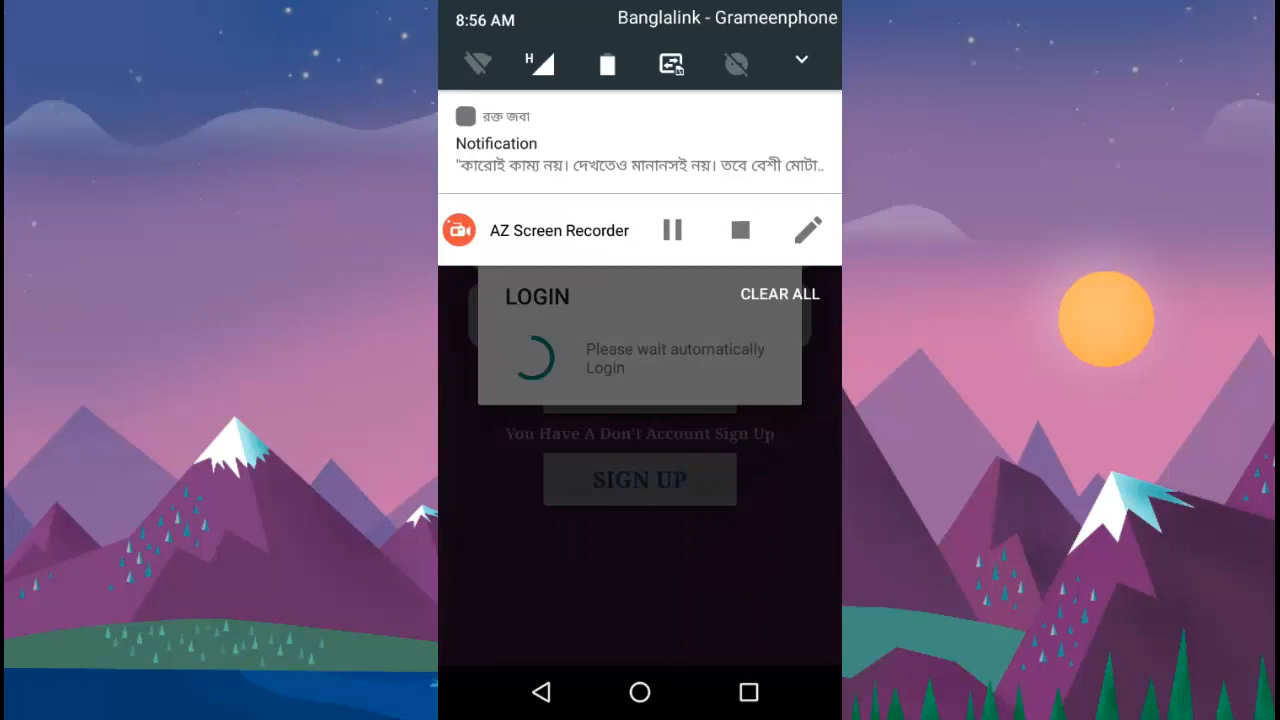 8:56 AM
Banglalink - Grameenphone
H
রক্ত জবা
Notification
"কারোই কাম্য নয়। দেখতেও মানানসই নয়। তবে বেশী মোটা..
AZ Screen Recorder
LOGIN
CLEAR ALL
Please wait automatically
Login
You Have A Don't Account Sign Up
SIGN UP